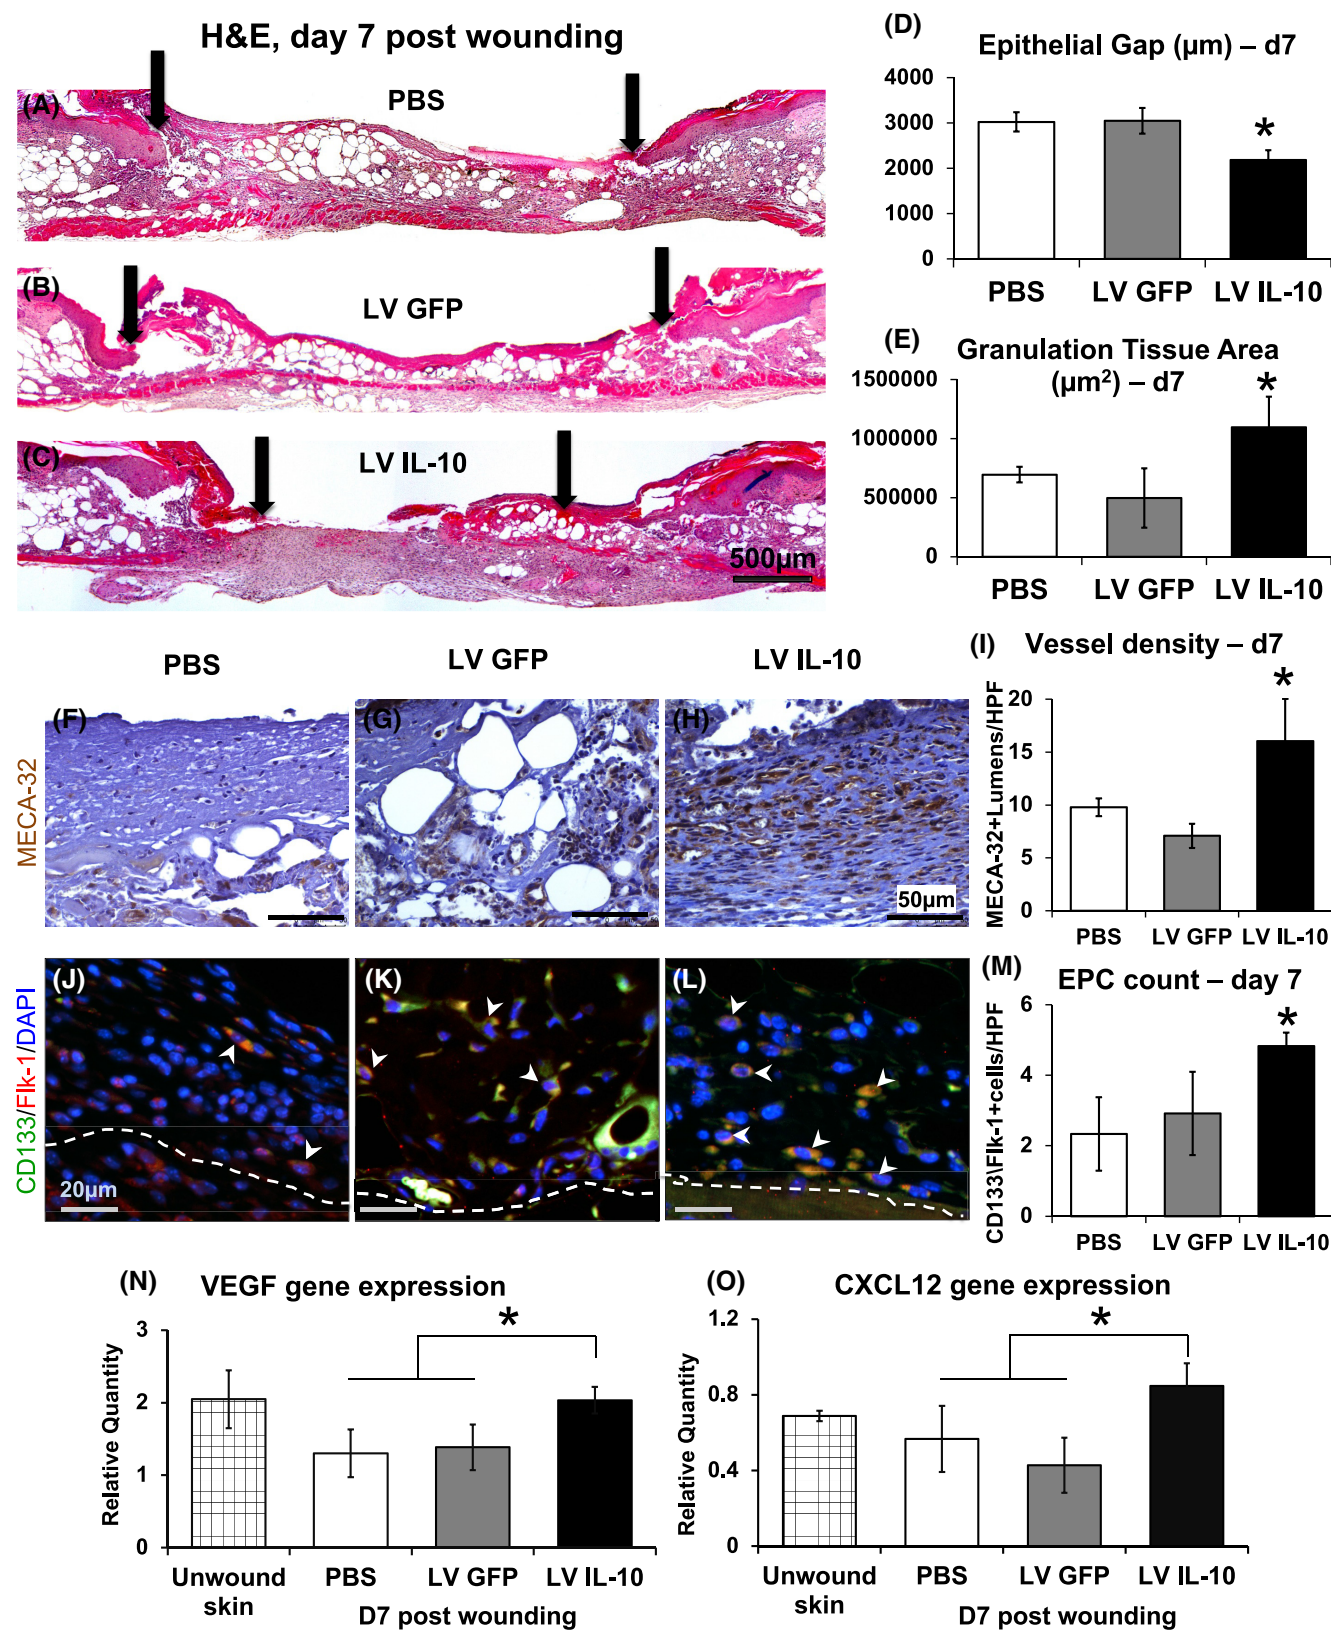 H&E, day 7 post wounding
(A)
PBS
(B)
LV GFP
(C)
LV IL-10
500µm
(D)
Epithelial Gap (µm) – d7
4000
3000
2000
1000
0
*
PBS
LV GFP
LV IL-10
(E)
Granulation Tissue Area
(µm²) – d7
1500000
1000000
500000
0
*
PBS
LV GFP
LV IL-10
PBS
LV GFP
LV IL-10
MECA-32
(F)
(G)
(H)
50µm
(I)
Vessel density – d7
MECA-32+Lumens/HPF
20
15
10
5
0
*
PBS
LV GFP
LV IL-10
CD133/Flk-1/DAPI
(J)
20µm
(K)
(L)
(M)
EPC count – day 7
CD133\Flk-1+cells/HPF
6
4
2
0
*
PBS
LV GFP
LV IL-10
(N)
VEGF gene expression
Relative Quantity
3
2
1
0
*
Unwound
skin
PBS
LV GFP
LV IL-10
D7 post wounding
(O)
CXCL12 gene expression
Relative Quantity
1.2
0.8
0.4
0
*
Unwound
skin
PBS
LV GFP
LV IL-10
D7 post wounding